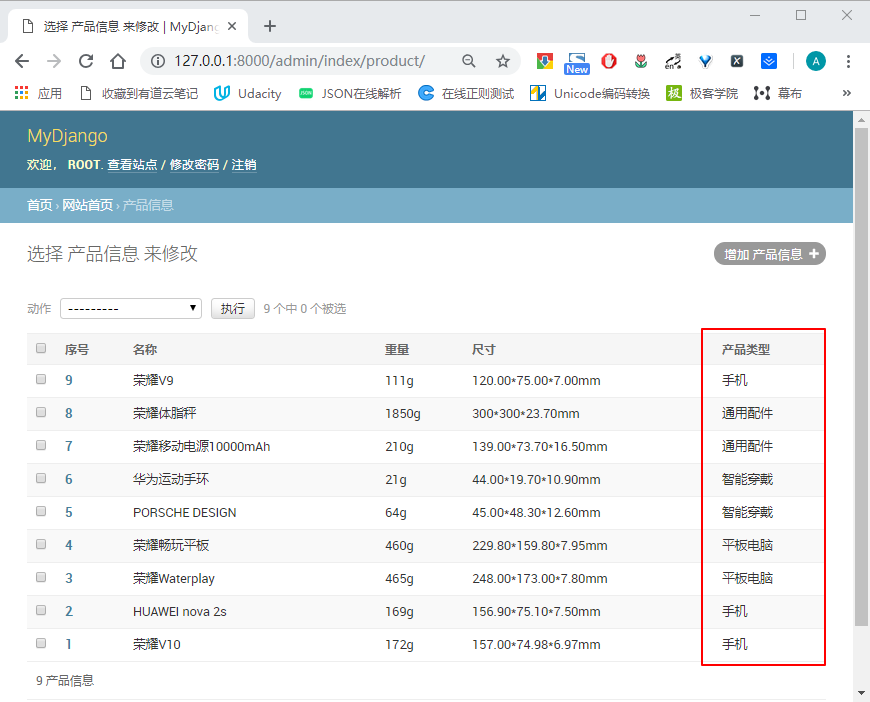 选择 产品信息 来修改 | MyDjang
127.0.0.1:8000/admin/index/product/
New
en
A
应用 收藏到有道云笔记 Udacity JSON JSON在线解析 在线正则测试 Unicode编码转换 极 极客学院 幕布 »
MyDjango
欢迎， ROOT. 查看站点 / 修改密码 / 注销
首页 › 网站首页 › 产品信息
选择 产品信息 来修改
增加 产品信息 +
动作 --------- 执行 9 个中 0 个被选
序号 名称 重量 尺寸 产品类型
9 荣耀V9 111g 120.00*75.00*7.00mm 手机
8 荣耀体脂秤 1850g 300*300*23.70mm 通用配件
7 荣耀移动电源10000mAh 210g 139.00*73.70*16.50mm 通用配件
6 华为运动手环 21g 44.00*19.70*10.90mm 智能穿戴
5 PORSCHE DESIGN 64g 45.00*48.30*12.60mm 智能穿戴
4 荣耀畅玩平板 460g 229.80*159.80*7.95mm 平板电脑
3 荣耀Waterplay 465g 248.00*173.00*7.80mm 平板电脑
2 HUAWEI nova 2s 169g 156.90*75.10*7.50mm 手机
1 荣耀V10 172g 157.00*74.98*6.97mm 手机
9 产品信息